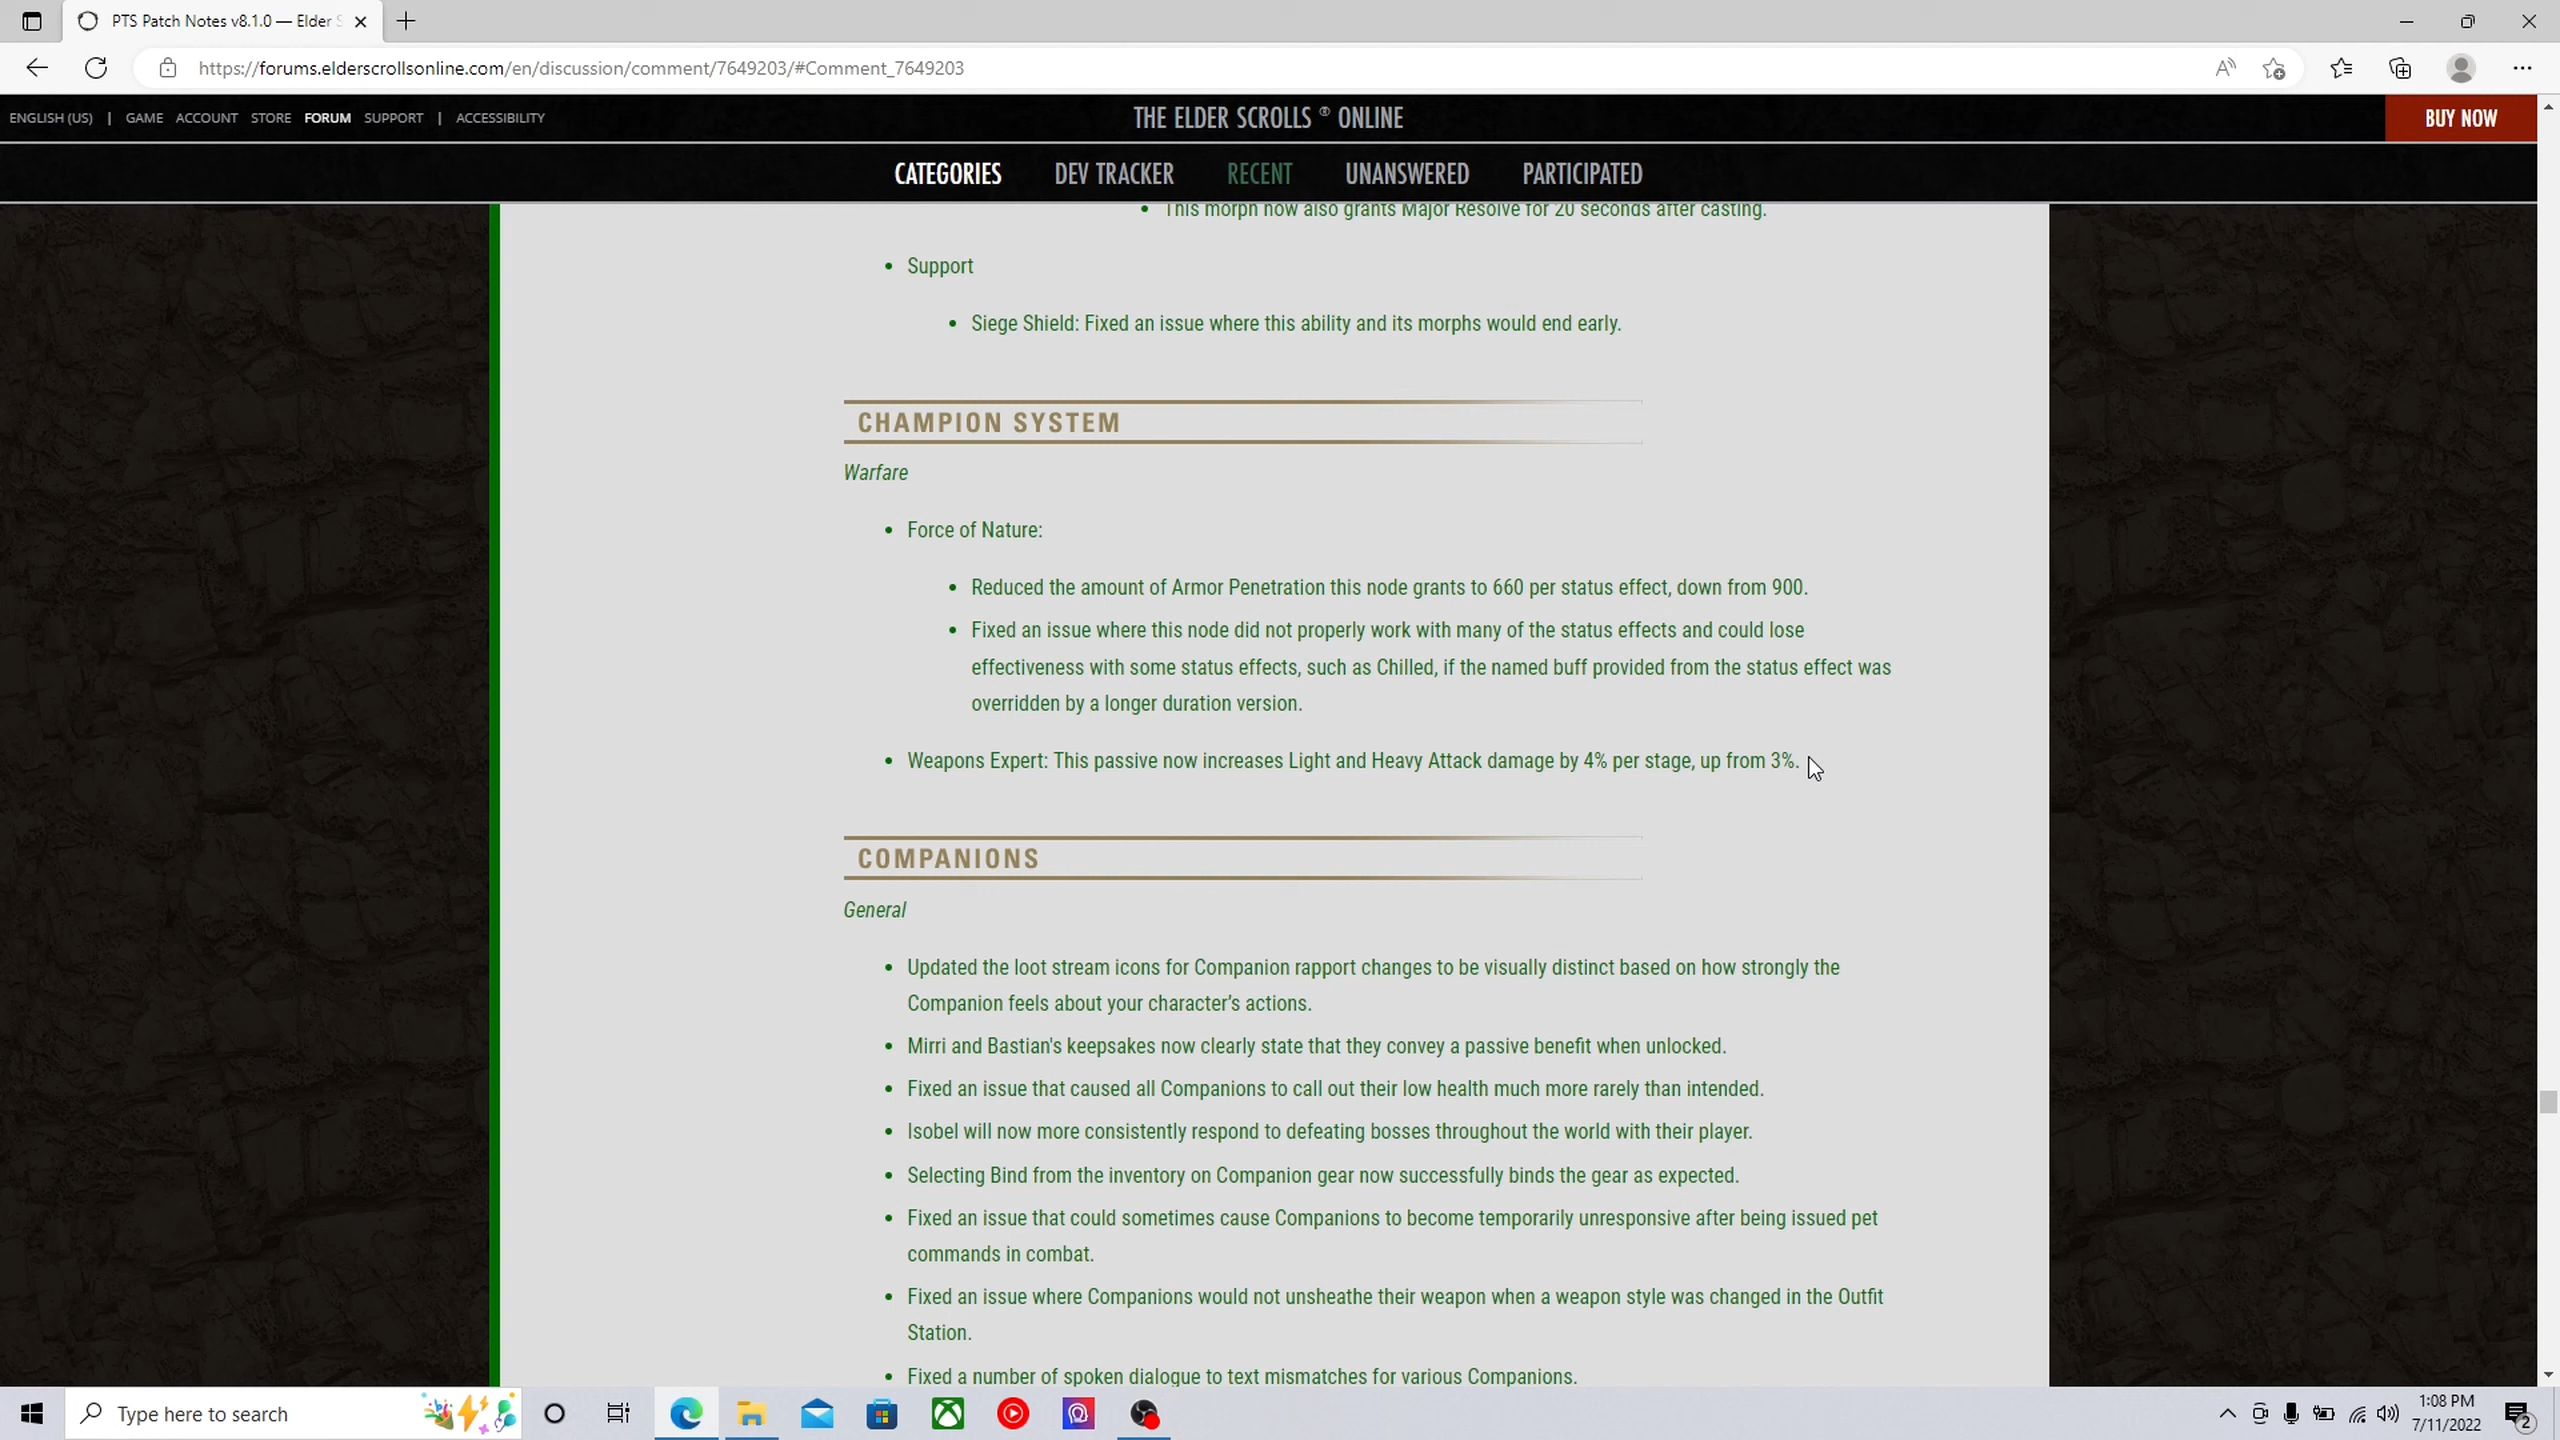 PTS Patch Notes v8.1.0 — Elder S
https://forums.elderscrollsonline.com/en/discussion/comment/7649203/#Comment_7649203
ENGLISH (US) | GAME ACCOUNT STORE FORUM SUPPORT | ACCESSIBILITY
THE ELDER SCROLLS ® ONLINE
BUY NOW
CATEGORIES DEV TRACKER RECENT UNANSWERED PARTICIPATED
• This morph now also grants Major Resolve for 20 seconds after casting.
• Support
• Siege Shield: Fixed an issue where this ability and its morphs would end early.
CHAMPION SYSTEM
Warfare
• Force of Nature:
• Reduced the amount of Armor Penetration this node grants to 660 per status effect, down from 900.
• Fixed an issue where this node did not properly work with many of the status effects and could lose
effectiveness with some status effects, such as Chilled, if the named buff provided from the status effect was
overridden by a longer duration version.
• Weapons Expert: This passive now increases Light and Heavy Attack damage by 4% per stage, up from 3%.
COMPANIONS
General
• Updated the loot stream icons for Companion rapport changes to be visually distinct based on how strongly the
Companion feels about your character's actions.
• Mirri and Bastian's keepsakes now clearly state that they convey a passive benefit when unlocked.
• Fixed an issue that caused all Companions to call out their low health much more rarely than intended.
• Isobel will now more consistently respond to defeating bosses throughout the world with their player.
• Selecting Bind from the inventory on Companion gear now successfully binds the gear as expected.
• Fixed an issue that could sometimes cause Companions to become temporarily unresponsive after being issued pet
commands in combat.
• Fixed an issue where Companions would not unsheathe their weapon when a weapon style was changed in the Outfit
Station.
• Fixed a number of spoken dialogue to text mismatches for various Companions.
Type here to search
1:08 PM
7/11/2022
2